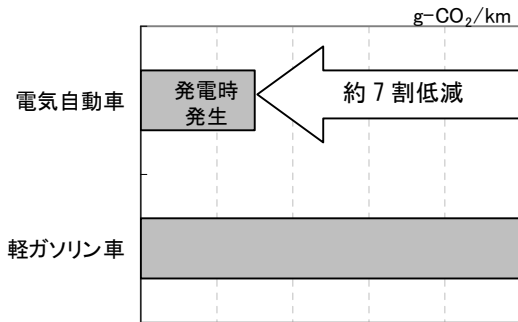 g-CO₂/km
電気自動車
発電時
発生
約7割低減
軽ガソリン車